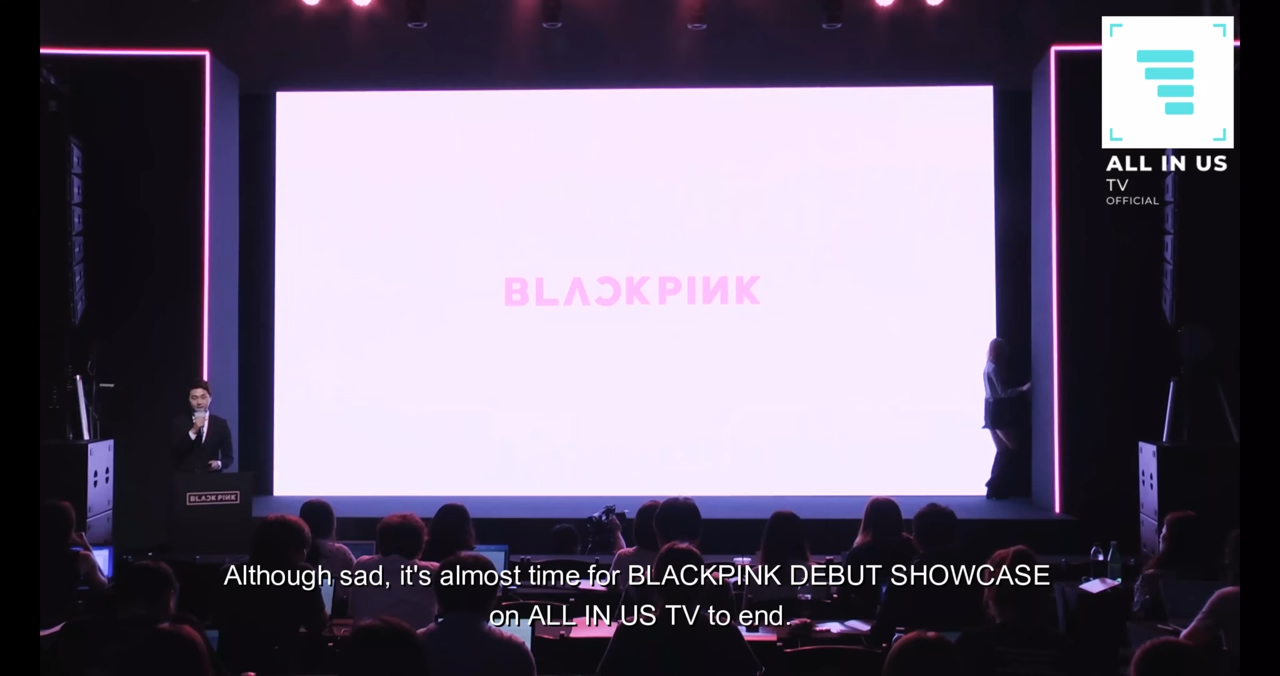 ALL IN US
TV
OFFICIAL
BLACKPINK
BLACKPINK
Although sad, it's almost time for BLACKPINK DEBUT SHOWCASE
on ALL IN US TV to end.